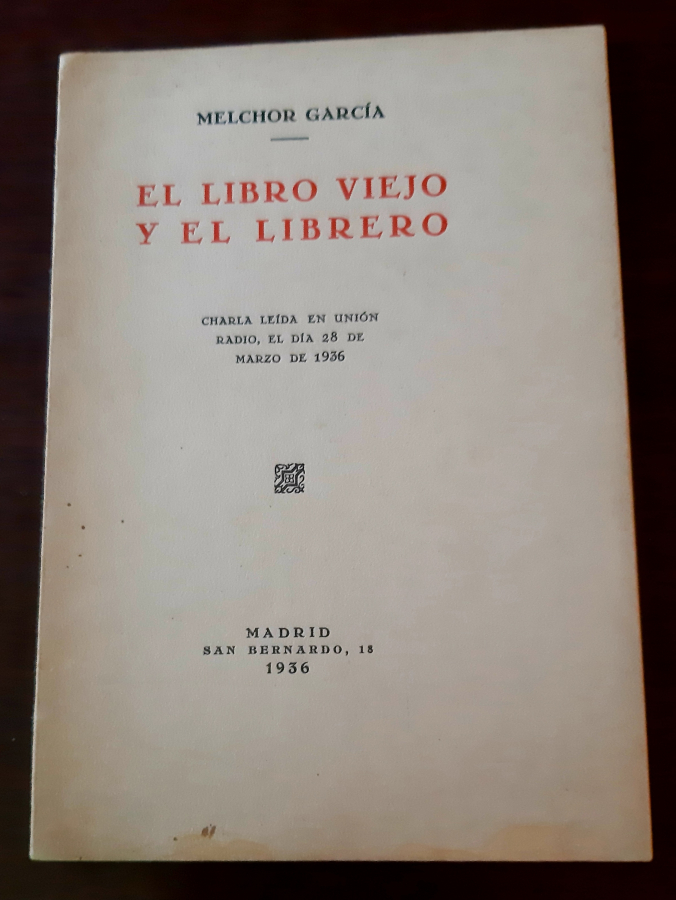 MELCHOR GARCÍA
EL LIBRO VIEJO
Y EL LIBRERO
CHARLA LEÍDA EN UNIÓN
RADIO, EL DÍA 28 DE
MARZO DE 1936
MADRID
SAN BERNARDO, 18
1936